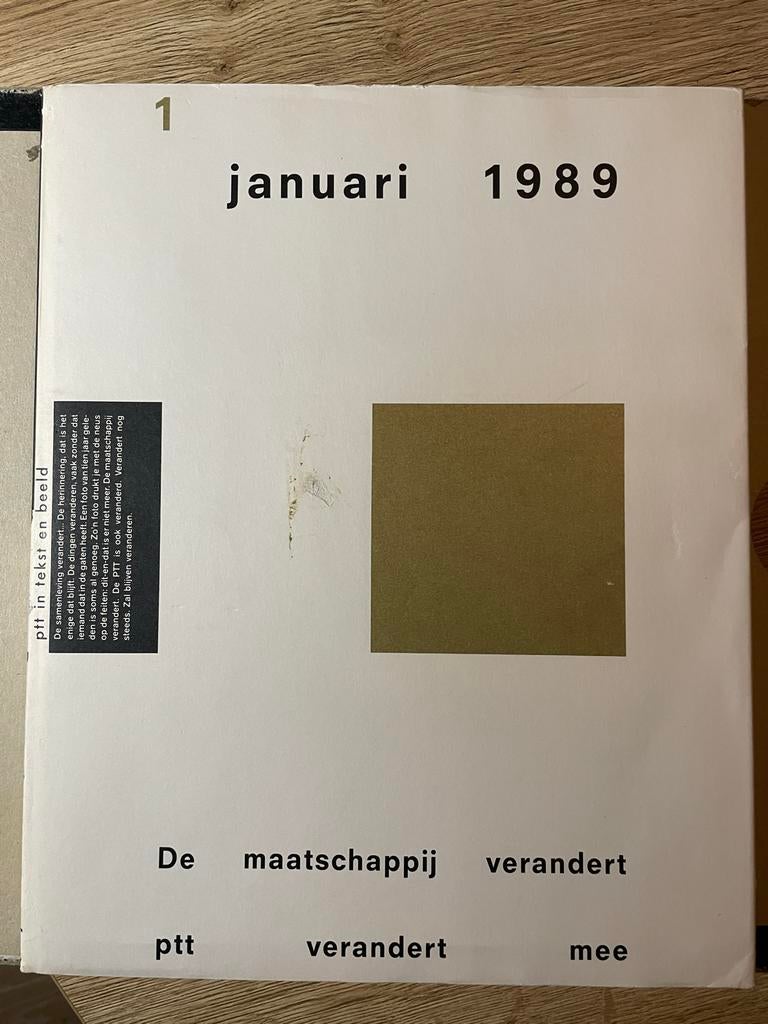 1
januari 1989
ptt in tekst en beeld
De samenleving verandert... De herinnering, dat is het
enige dat blijft. De dingen veranderen, vaak zonder dat
iemand dat in de gaten heeft. Een foto van tien jaar gele-
den is soms al genoeg. Zo'n foto drukt je met de neus
op de feiten: dit-en-dat is er niet meer. De maatschappij
verandert. De PTT is ook veranderd. Verandert nog
steeds. Zal blijven veranderen.
De maatschappij verandert
ptt verandert mee